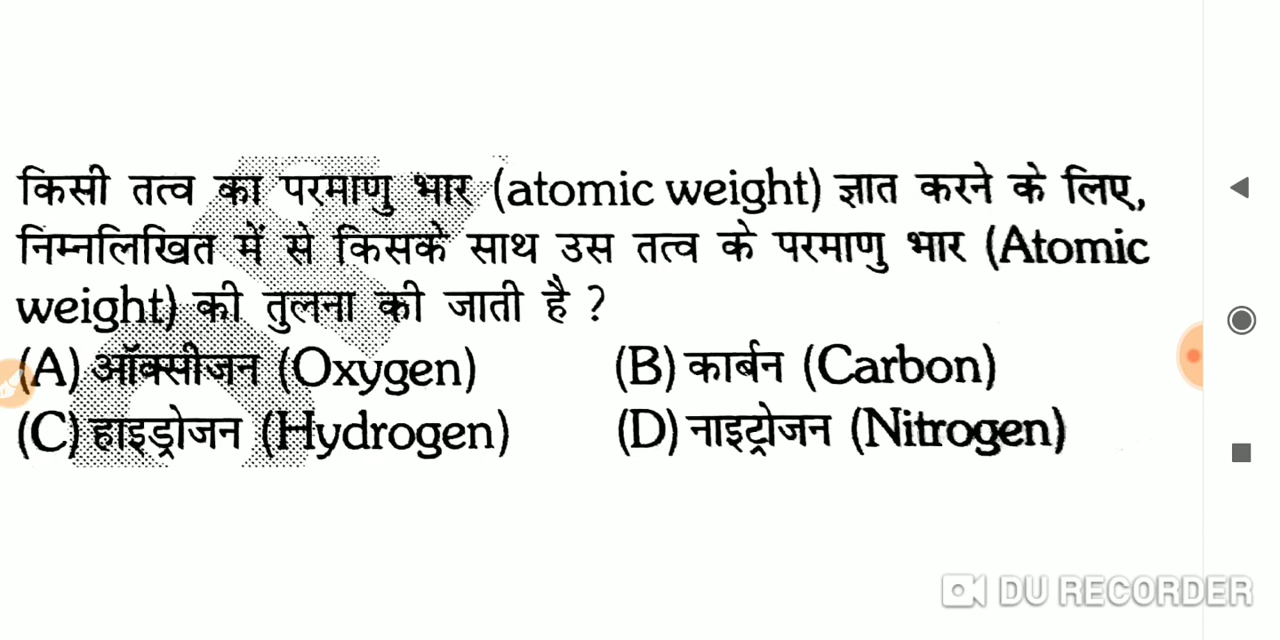 किसी तत्व का परमाणु भार (atomic weight) ज्ञात करने के लिए,
निम्नलिखित में से किसके साथ उस तत्व के परमाणु भार (Atomic
weight) की तुलना की जाती है ?
(A) ऑक्सीजन (Oxygen) (B) कार्बन (Carbon)
(C) हाइड्रोजन (Hydrogen) (D) नाइट्रोजन (Nitrogen)
DU RECORDER